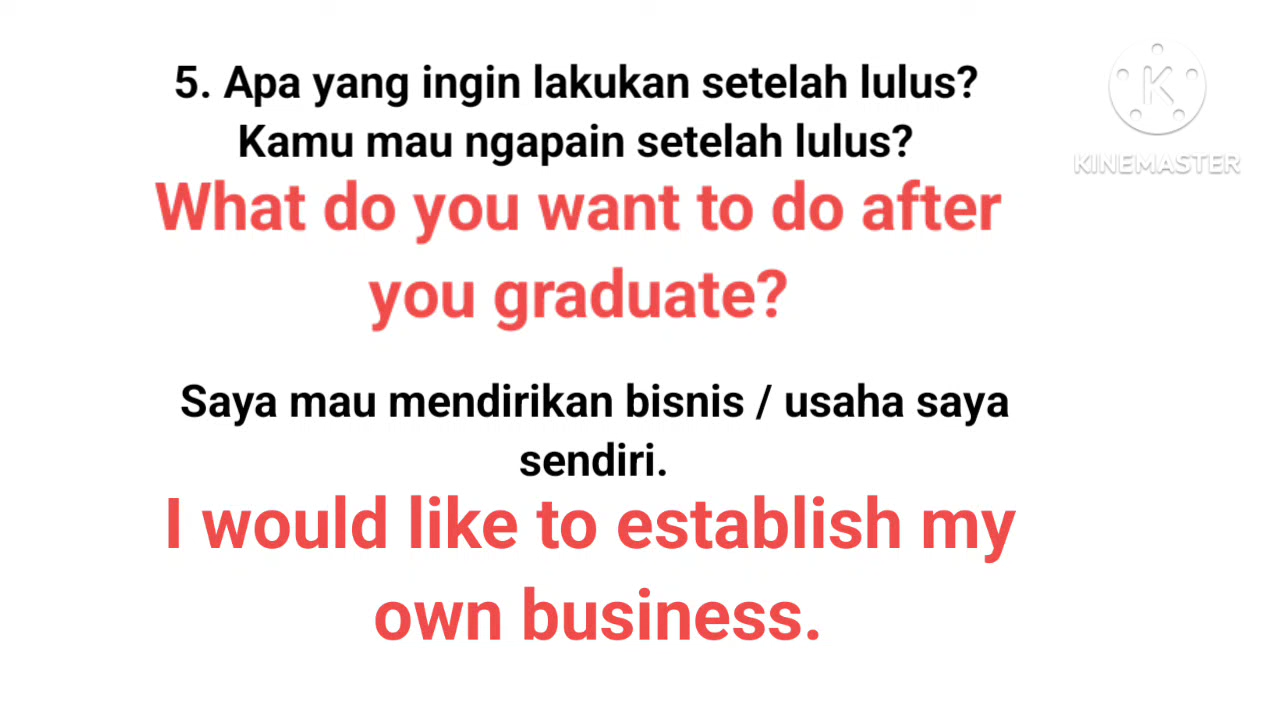 5. Apa yang ingin lakukan setelah lulus?
Kamu mau ngapain setelah lulus?
What do you want to do after
you graduate?
Saya mau mendirikan bisnis / usaha saya
sendiri.
I would like to establish my
own business.
K
KINEMASTER